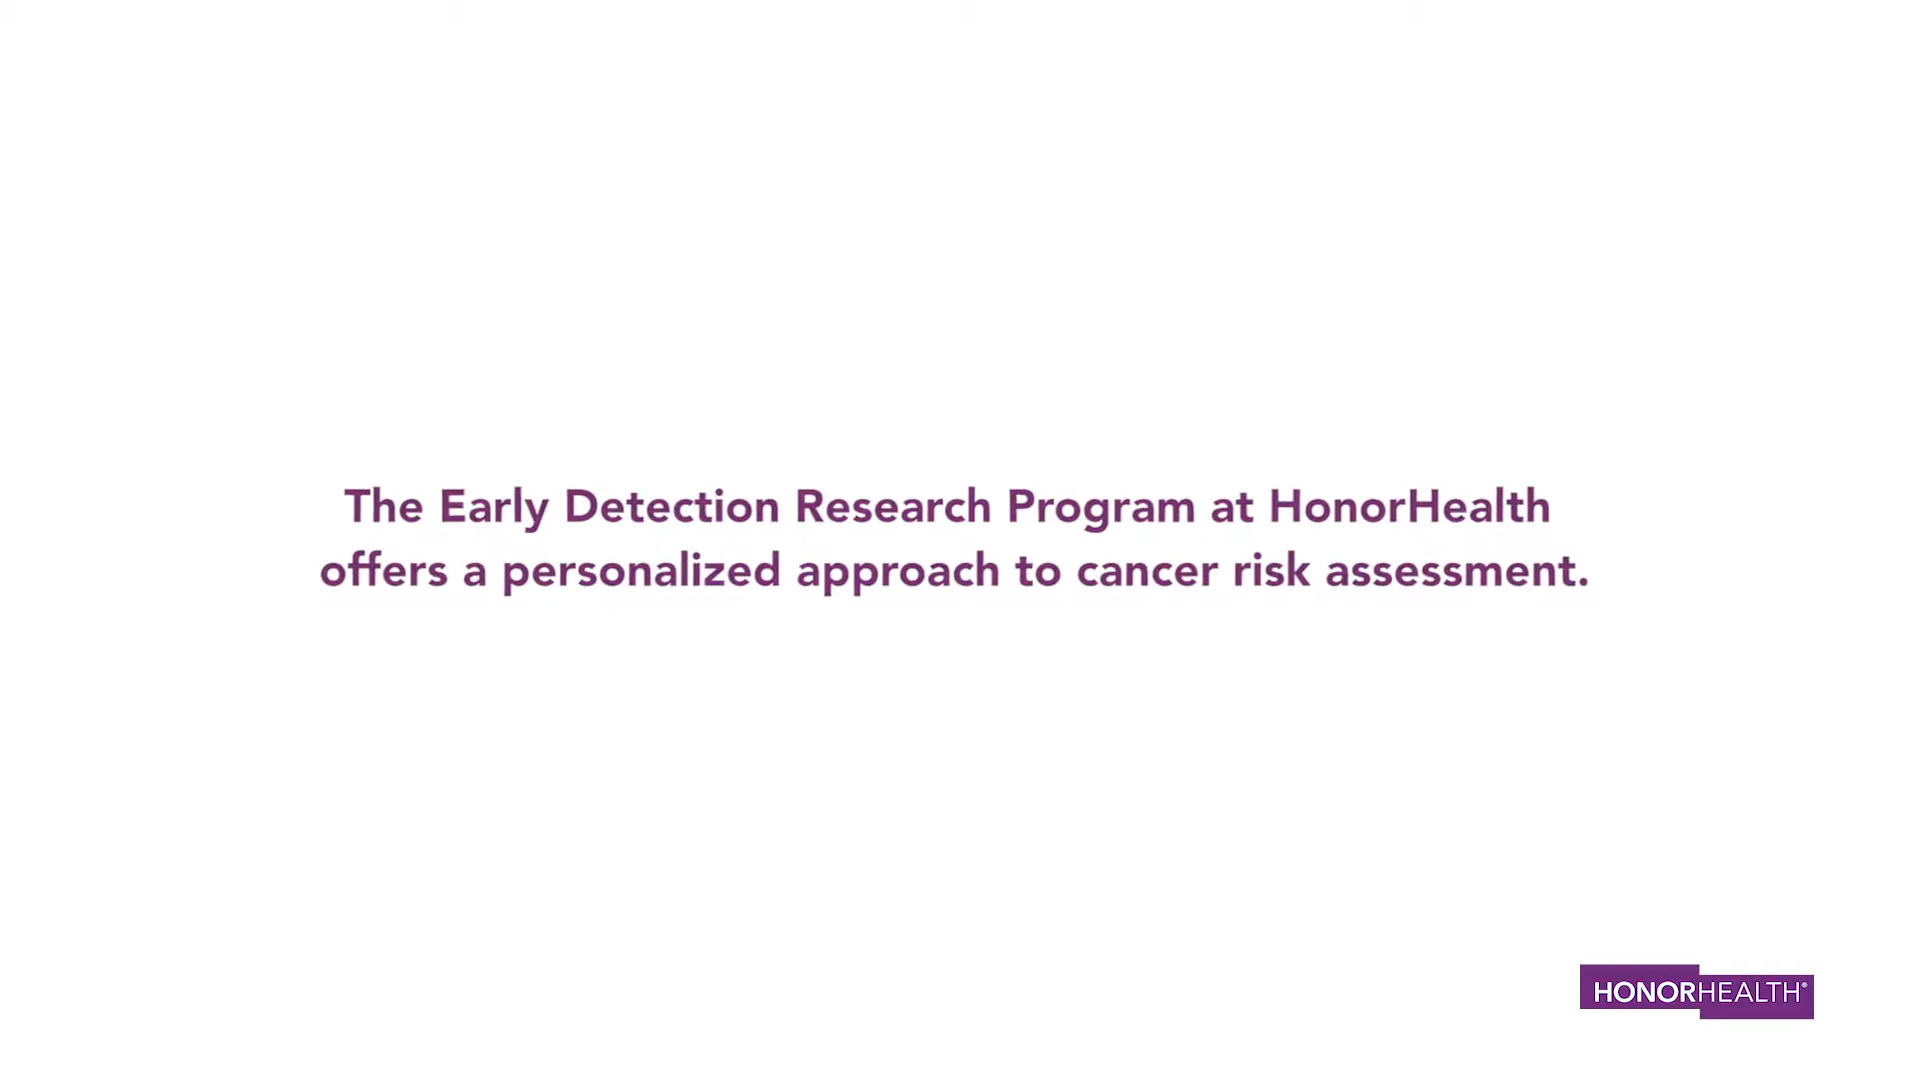 The Early Detection Research Program at HonorHealth
offers a personalized approach to cancer risk assessment.
HONORHEALTH®